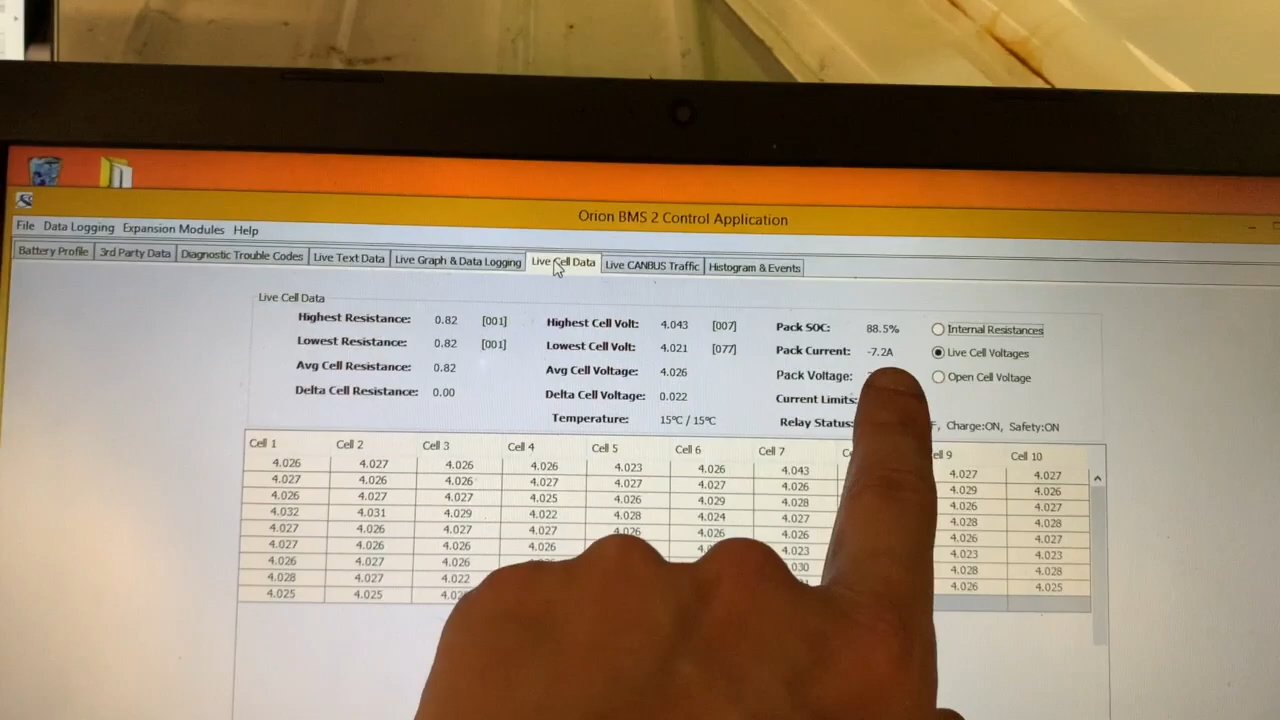 Orion BMS 2 Control Application
File Data Logging Expansion Modules Help
Battery Profile 3rd Party Data Diagnostic Trouble Codes Live Text Data Live Graph & Data Logging Live Cell Data Live CANBUS Traffic Histogram & Events
Live Cell Data
Highest Resistance: 0.82 [001] Highest Cell Volt: 4.043 [007] Pack SOC: 88.5% Internal Resistances
Lowest Resistance: 0.82 [001] Lowest Cell Volt: 4.021 [077] Pack Current: -7.2A Live Cell Voltages
Avg Cell Resistance: 0.82 Avg Cell Voltage: 4.026 Pack Voltage: Open Cell Voltage
Delta Cell Resistance: 0.00 Delta Cell Voltage: 0.022 Current Limits:
Temperature: 15ºC / 15ºC Relay Status: Charge:ON, Safety:ON
Cell 1 Cell 2 Cell 3 Cell 4 Cell 5 Cell 6 Cell 7 Cell 10
4.026 4.027 4.026 4.026 4.023 4.026 4.043 4.027 4.027
4.027 4.026 4.026 4.027 4.027 4.027 4.026 4.029 4.026
4.026 4.027 4.027 4.025 4.026 4.029 4.028 4.026 4.027
4.032 4.031 4.029 4.022 4.028 4.024 4.027 4.028 4.028
4.027 4.026 4.027 4.027 4.026 4.026 4.026 4.026 4.027
4.027 4.026 4.026 4.026 4.023 4.023 4.023
4.026 4.027 4.026 4.028 4.028
4.028 4.027 4.022 4.026 4.025
4.025 4.025